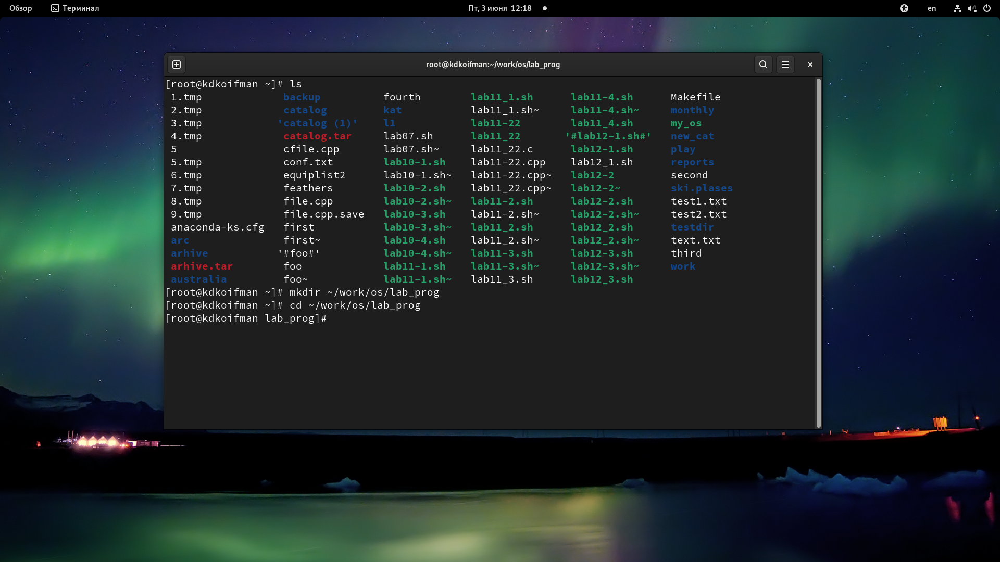 Обзор Терминал Пт, 3 июня 12:18 en
root@kdkoifman:~/work/os/lab_prog
[root@kdkoifman ~]# ls
1.tmp backup fourth lab11_1.sh lab11-4.sh Makefile
2.tmp catalog kat lab11_1.sh~ lab11-4.sh~ monthly
3.tmp 'catalog (1)' l1 lab11-22 lab11_4.sh my_os
4.tmp catalog.tar lab07.sh lab11_22 '#lab12-1.sh#' new_cat
5 cfile.cpp lab07.sh~ lab11_22.c lab12-1.sh play
5.tmp conf.txt lab10-1.sh lab11-22.cpp lab12_1.sh reports
6.tmp equiplist2 lab10-1.sh~ lab11-22.cpp~ lab12-2 second
7.tmp feathers lab10-2.sh lab11_22.cpp~ lab12-2~ ski.plases
8.tmp file.cpp lab10-2.sh~ lab11-2.sh lab12-2.sh test1.txt
9.tmp file.cpp.save lab10-3.sh lab11-2.sh~ lab12-2.sh~ test2.txt
anaconda-ks.cfg first lab10-3.sh~ lab11_2.sh lab12_2.sh testdir
arc first~ lab10-4.sh lab11_2.sh~ lab12_2.sh~ text.txt
arhive '#foo#' lab10-4.sh~ lab11-3.sh lab12-3.sh third
arhive.tar foo lab11-1.sh lab11-3.sh~ lab12-3.sh~ work
australia foo~ lab11-1.sh~ lab11_3.sh lab12_3.sh
[root@kdkoifman ~]# mkdir ~/work/os/lab_prog
[root@kdkoifman ~]# cd ~/work/os/lab_prog
[root@kdkoifman lab_prog]#